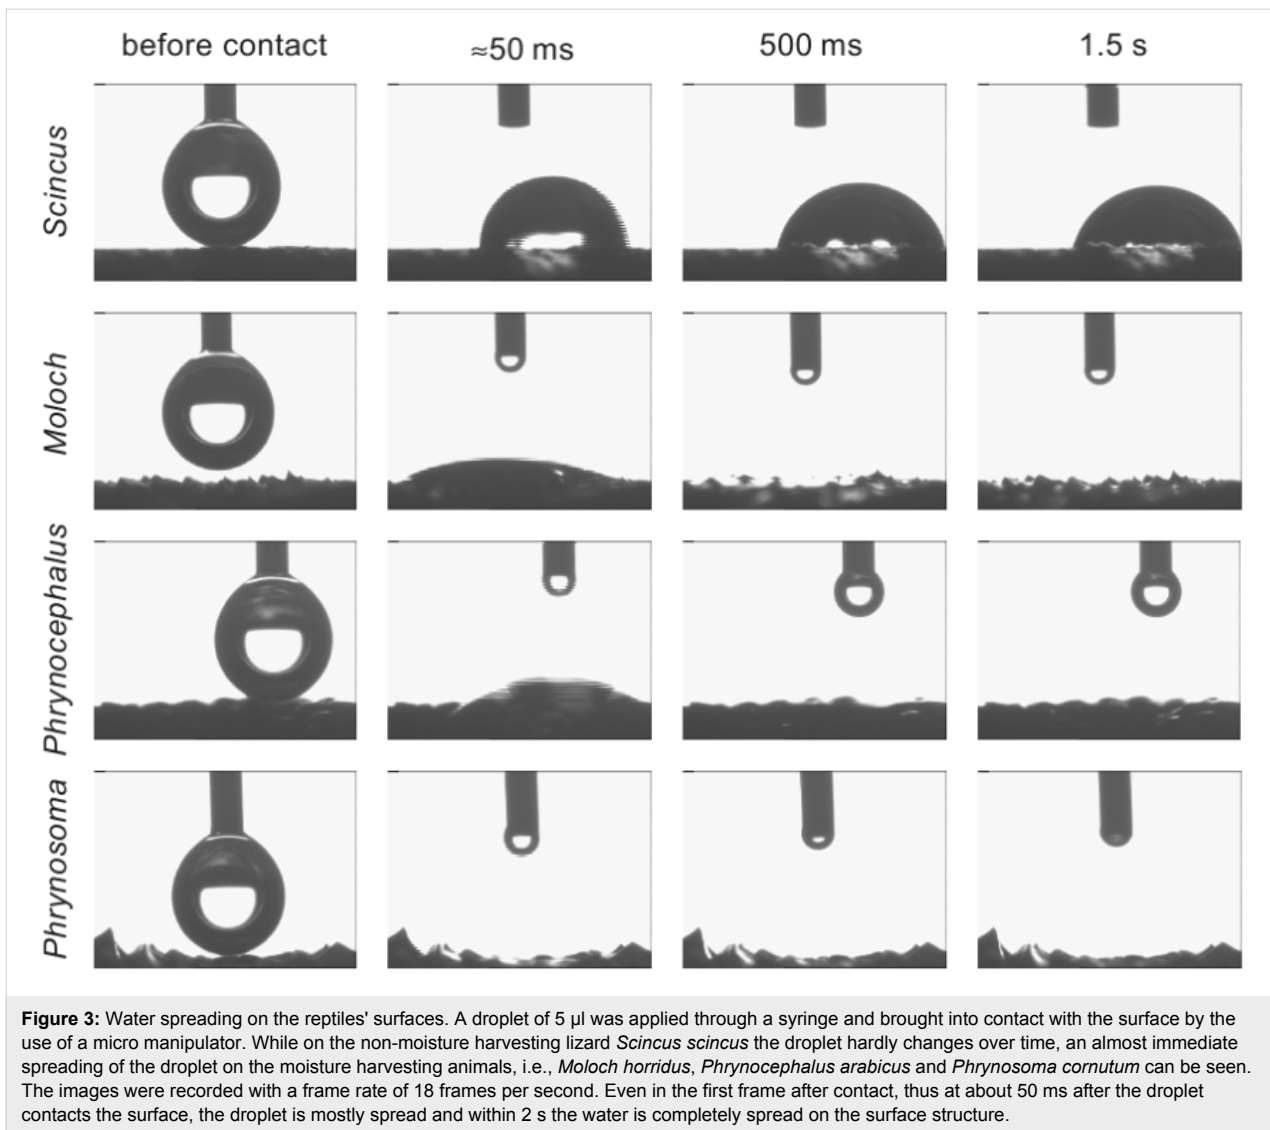 before contact ≈50 ms 500 ms 1.5 s
Scincus
Moloch
Phrynocephalus
Phrynosoma
Figure 3: Water spreading on the reptiles' surfaces. A droplet of 5 µl was applied through a syringe and brought into contact with the surface by the
use of a micro manipulator. While on the non-moisture harvesting lizard Scincus scincus the droplet hardly changes over time, an almost immediate
spreading of the droplet on the moisture harvesting animals, i.e., Moloch horridus, Phrynocephalus arabicus and Phrynosoma cornutum can be seen.
The images were recorded with a frame rate of 18 frames per second. Even in the first frame after contact, thus at about 50 ms after the droplet
contacts the surface, the droplet is mostly spread and within 2 s the water is completely spread on the surface structure.